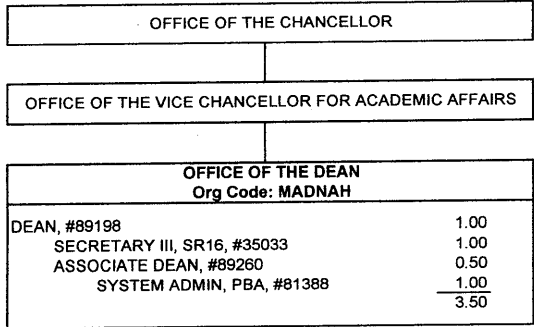 OFFICE OF THE CHANCELLOR
OFFICE OF THE VICE CHANCELLOR FOR ACADEMIC AFFAIRS
OFFICE OF THE DEAN
Org Code: MADNAH
DEAN, #89198 1.00
SECRETARY III, SR16, #35033 1.00
ASSOCIATE DEAN, #89260 0.50
SYSTEM ADMIN, PBA, #81388 1.00
3.50